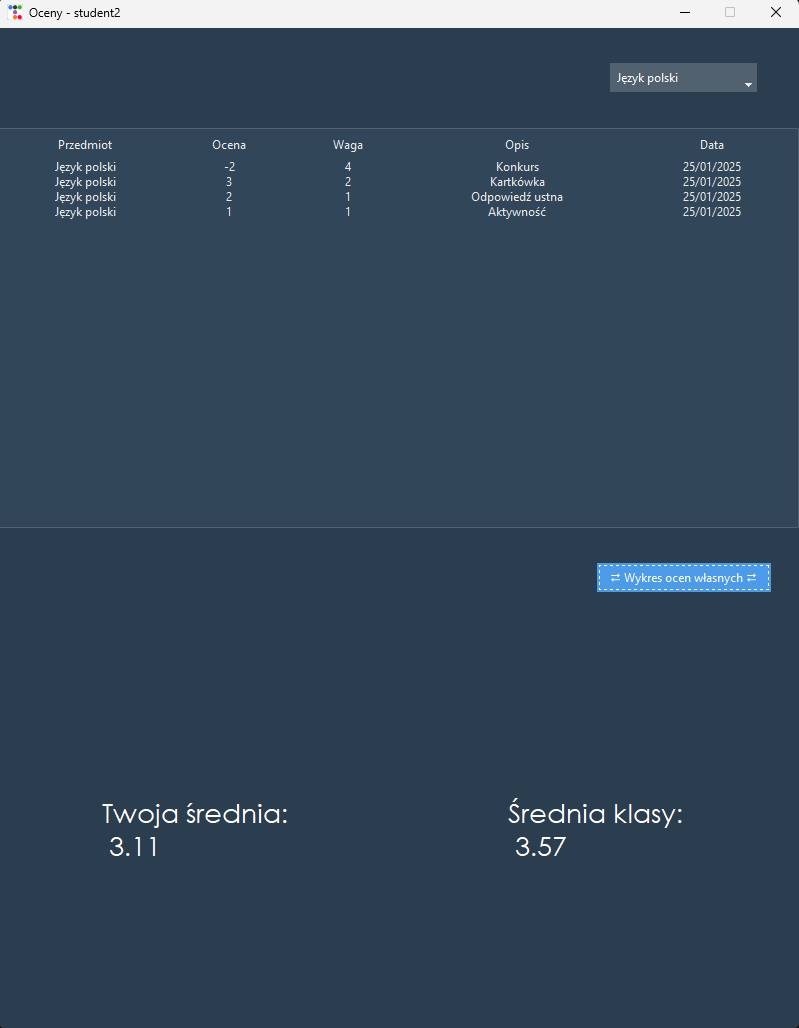 Oceny - student2
Język polski
Przedmiot Ocena Waga Opis Data
Język polski -2 4 Konkurs 25/01/2025
Język polski 3 2 Kartkówka 25/01/2025
Język polski 2 1 Odpowiedź ustna 25/01/2025
Język polski 1 1 Aktywność 25/01/2025
⇄ Wykres ocen własnych ⇄
Twoja średnia: Średnia klasy:
3.11 3.57